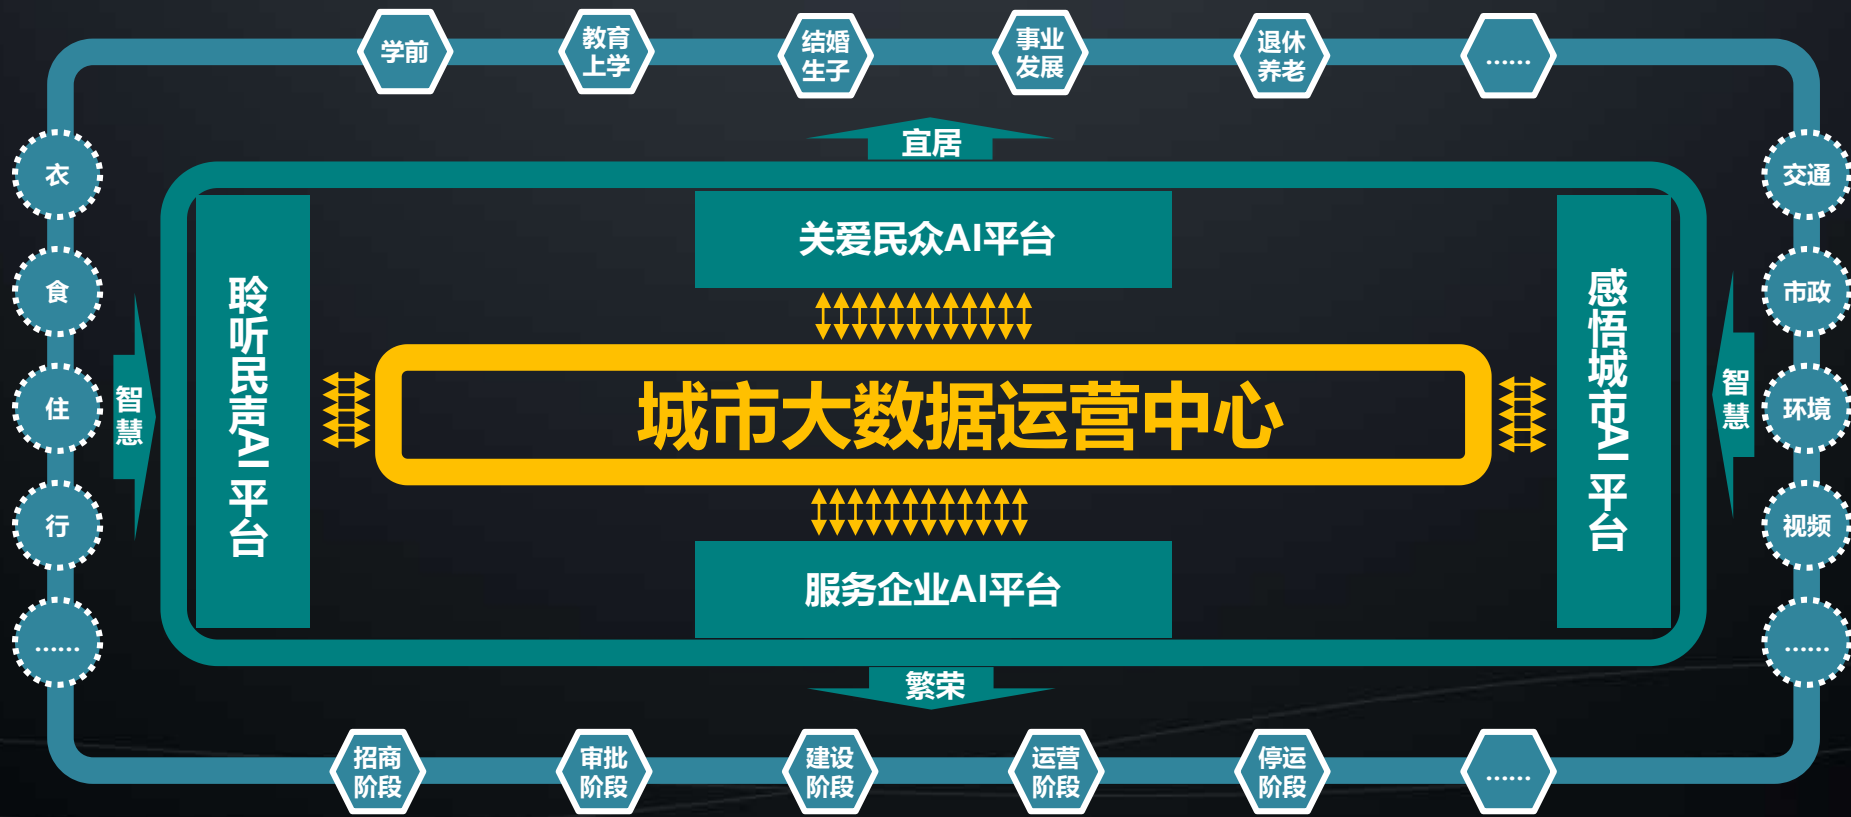 学前
教育
上学
结婚
生子
事业
发展
退休
养老
......
宜居
衣
食
住
行
......
智慧
聆听民声AI平台
关爱民众AI平台
城市大数据运营中心
服务企业AI平台
感悟城市AI平台
智慧
交通
市政
环境
视频
......
繁荣
招商
阶段
审批
阶段
建设
阶段
运营
阶段
停运
阶段
......